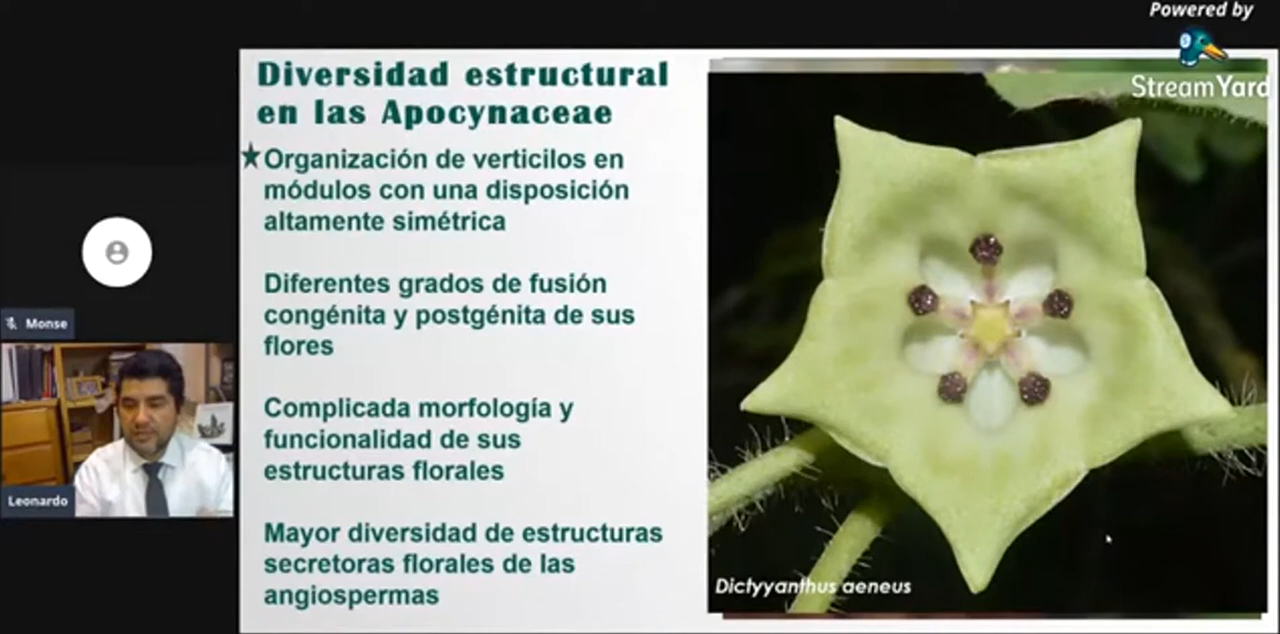 Powered by
StreamYard
Diversidad estructural
en las Apocynaceae
Organización de verticilos en
módulos con una disposición
altamente simétrica
Diferentes grados de fusión
congénita y postgénita de sus
flores
Complicada morfología y
funcionalidad de sus
estructuras florales
Mayor diversidad de estructuras
secretoras florales de las
angiospermas
Dictyyanthus aeneus
Monse
Leonardo